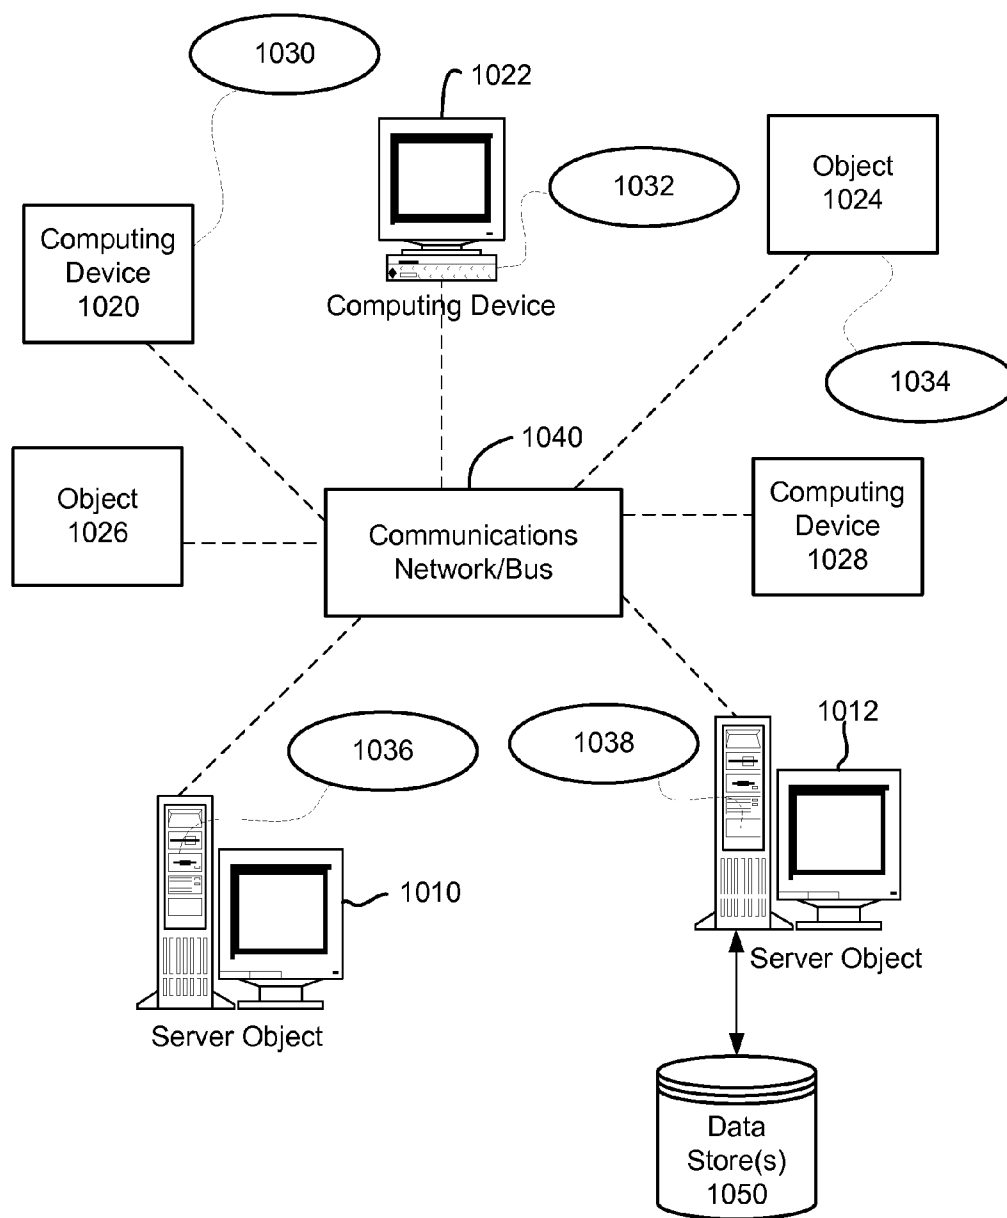 1030
1022
Computing
Device
1020
Computing Device
1032
Object
1024
1034
1040
Object
1026
Communications
Network/Bus
Computing
Device
1028
1036
1038
1012
1010
Server Object
Server Object
Data
Store(s)
1050